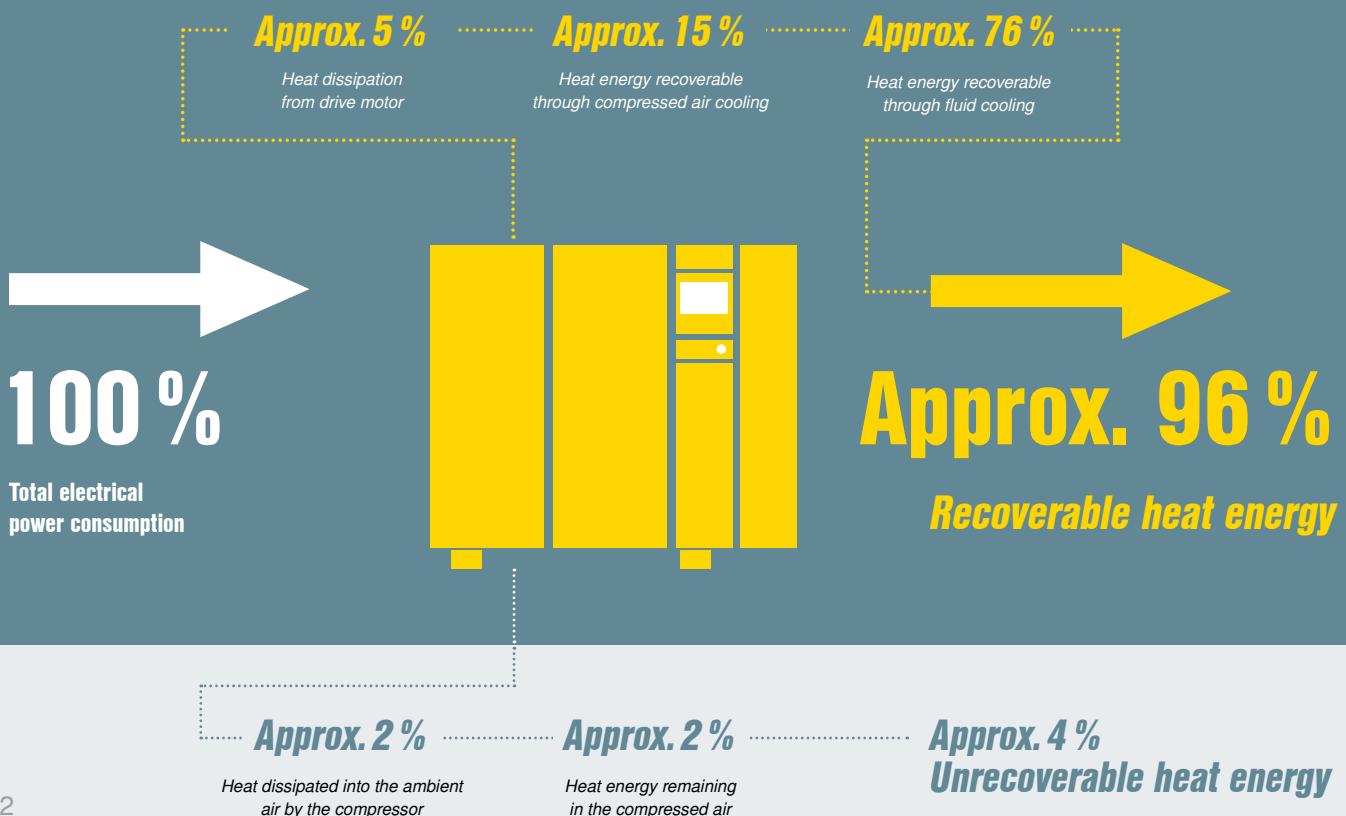 Approx. 5 %
Heat dissipation
from drive motor
Approx. 15 %
Heat energy recoverable
through compressed air cooling
Approx. 76 %
Heat energy recoverable
through fluid cooling
100 %
Total electrical
power consumption
Approx. 96 %
Recoverable heat energy
Approx. 2 %
Heat dissipated into the ambient
air by the compressor
Approx. 2 %
Heat energy remaining
in the compressed air
Approx. 4 %
Unrecoverable heat energy
2